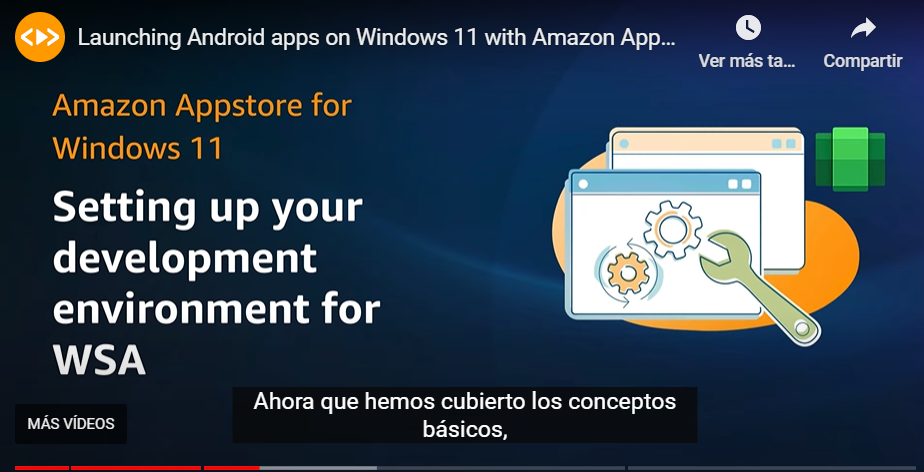 Launching Android apps on Windows 11 with Amazon App...
Ver más ta...
Compartir
Amazon Appstore for
Windows 11
Setting up your
development
environment for
WSA
Ahora que hemos cubierto los conceptos
básicos,
MÁS VÍDEOS